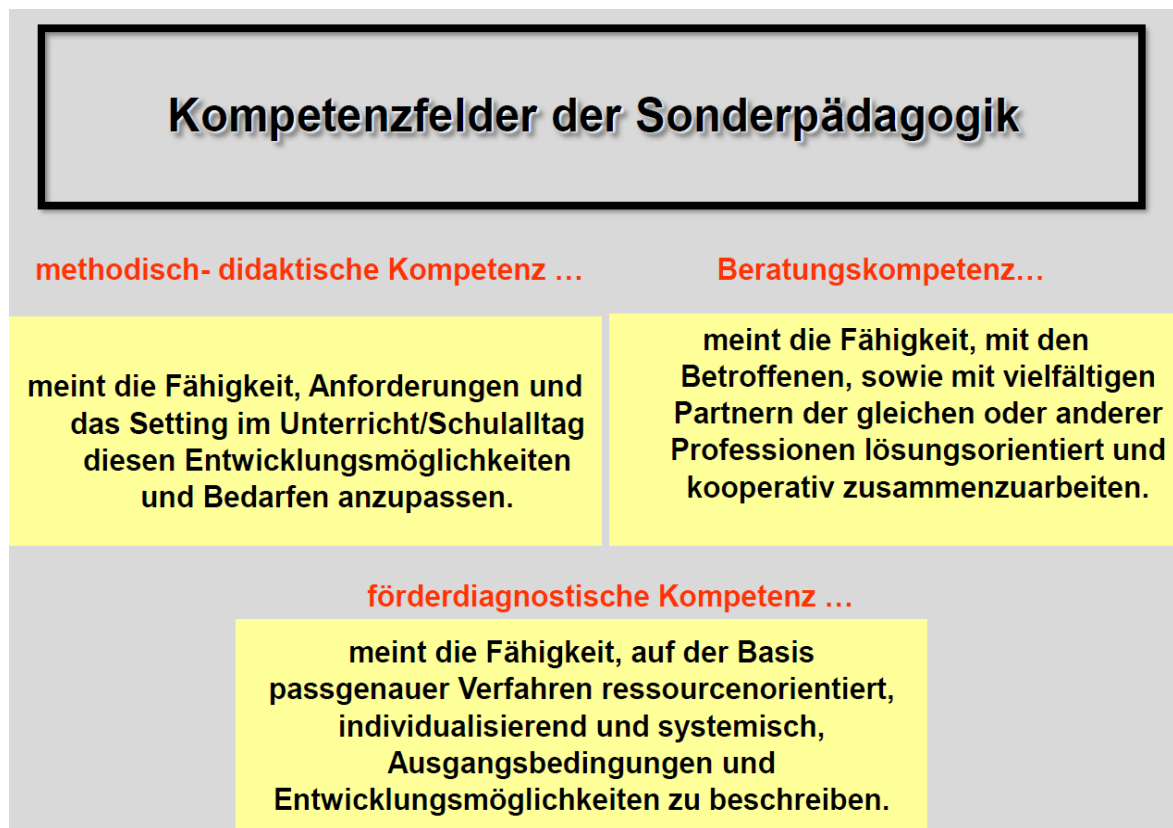 Kompetenzfelder der Sonderpädagogik
methodisch- didaktische Kompetenz …
meint die Fähigkeit, Anforderungen und
das Setting im Unterricht/Schulalltag
diesen Entwicklungsmöglichkeiten
und Bedarfen anzupassen.
Beratungskompetenz…
meint die Fähigkeit, mit den
Betroffenen, sowie mit vielfältigen
Partnern der gleichen oder anderer
Professionen lösungsorientiert und
kooperativ zusammenzuarbeiten.
förderdiagnostische Kompetenz …
meint die Fähigkeit, auf der Basis
passgenauer Verfahren ressourcenorientiert,
individualisierend und systemisch,
Ausgangsbedingungen und
Entwicklungsmöglichkeiten zu beschreiben.